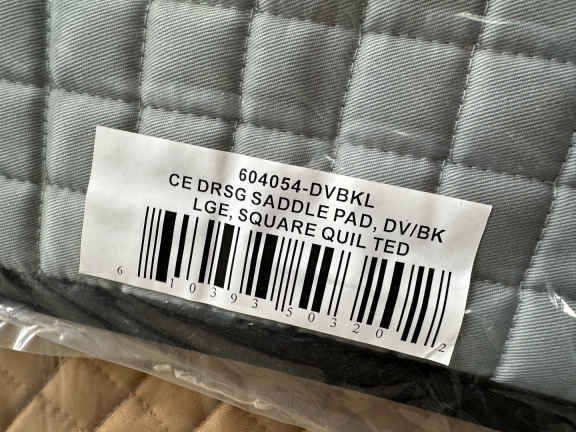 604054-DVBKL
CE DRSG SADDLE PAD, DV/BK
LGE, SQUARE QUIL TED
6 10393 50320 2